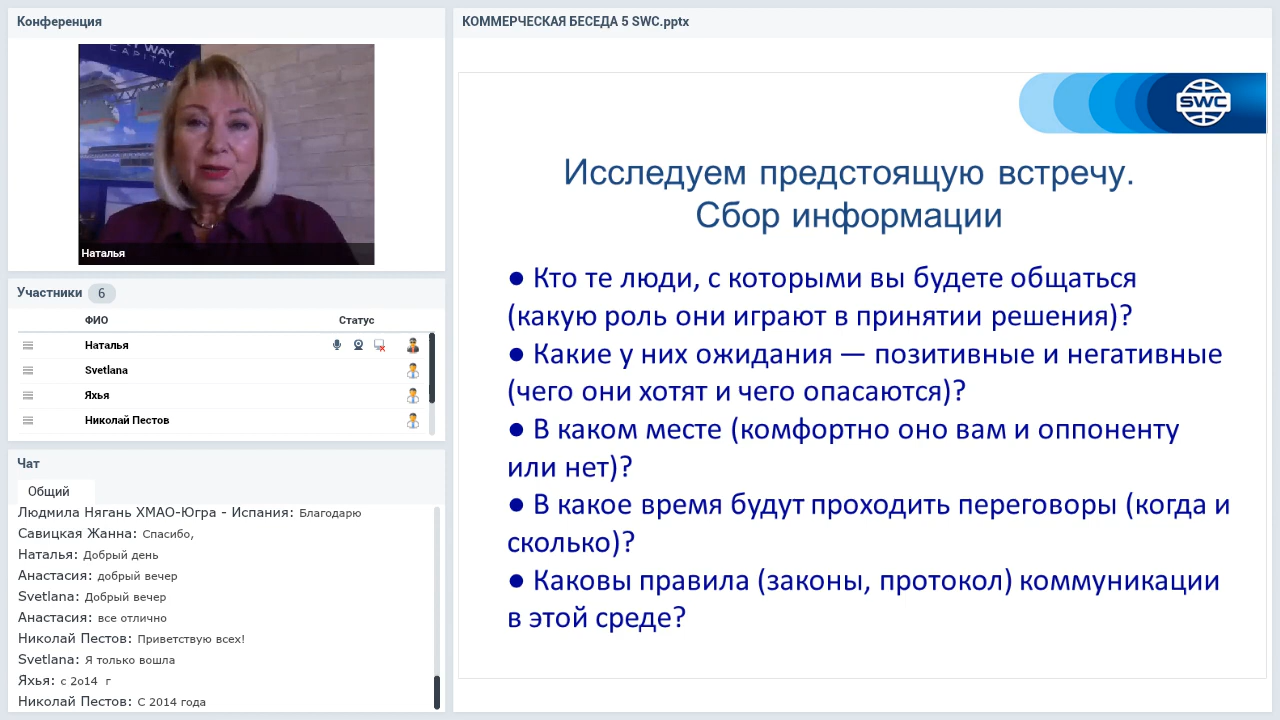 Конференция
КОММЕРЧЕСКАЯ БЕСЕДА 5 SWC.pptx
WAY
CAPITAL
Наталья
SWC
Исследуем предстоящую встречу.
Сбор информации
● Кто те люди, с которыми вы будете общаться
(какую роль они играют в принятии решения)?
● Какие у них ожидания — позитивные и негативные
(чего они хотят и чего опасаются)?
● В каком месте (комфортно оно вам и оппоненту
или нет)?
● В какое время будут проходить переговоры (когда и
сколько)?
● Каковы правила (законы, протокол) коммуникации
в этой среде?
Участники 6
ФИО Статус
Наталья
Svetlana
Яхья
Николай Пестов
Чат
Общий
Людмила Нягань ХМАО-Югра - Испания: Благодарю
Савицкая Жанна: Спасибо,
Наталья: Добрый день
Анастасия: добрый вечер
Svetlana: Добрый вечер
Анастасия: все отлично
Николай Пестов: Приветствую всех!
Svetlana: Я только вошла
Яхья: с 2о14 г
Николай Пестов: С 2014 года